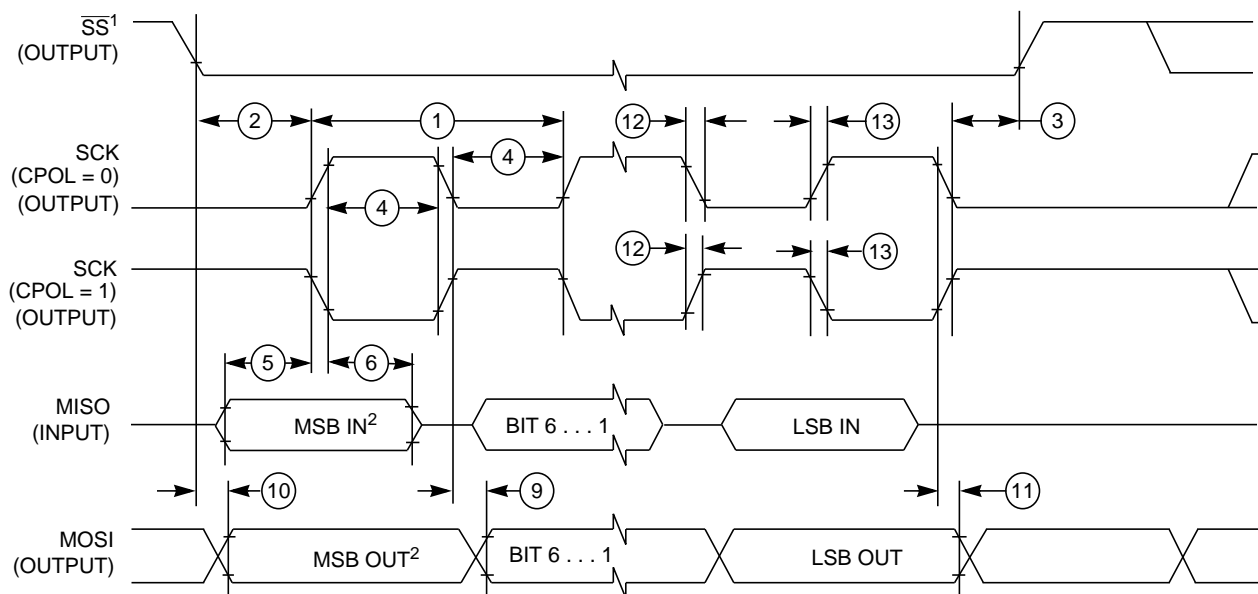 SS¹
(OUTPUT)
2
1
12
13
3
SCK
(CPOL = 0)
(OUTPUT)
4
4
12
13
SCK
(CPOL = 1)
(OUTPUT)
5
6
MISO
(INPUT)
MSB IN²
BIT 6 . . . 1
LSB IN
10
9
11
MOSI
(OUTPUT)
MSB OUT²
BIT 6 . . . 1
LSB OUT